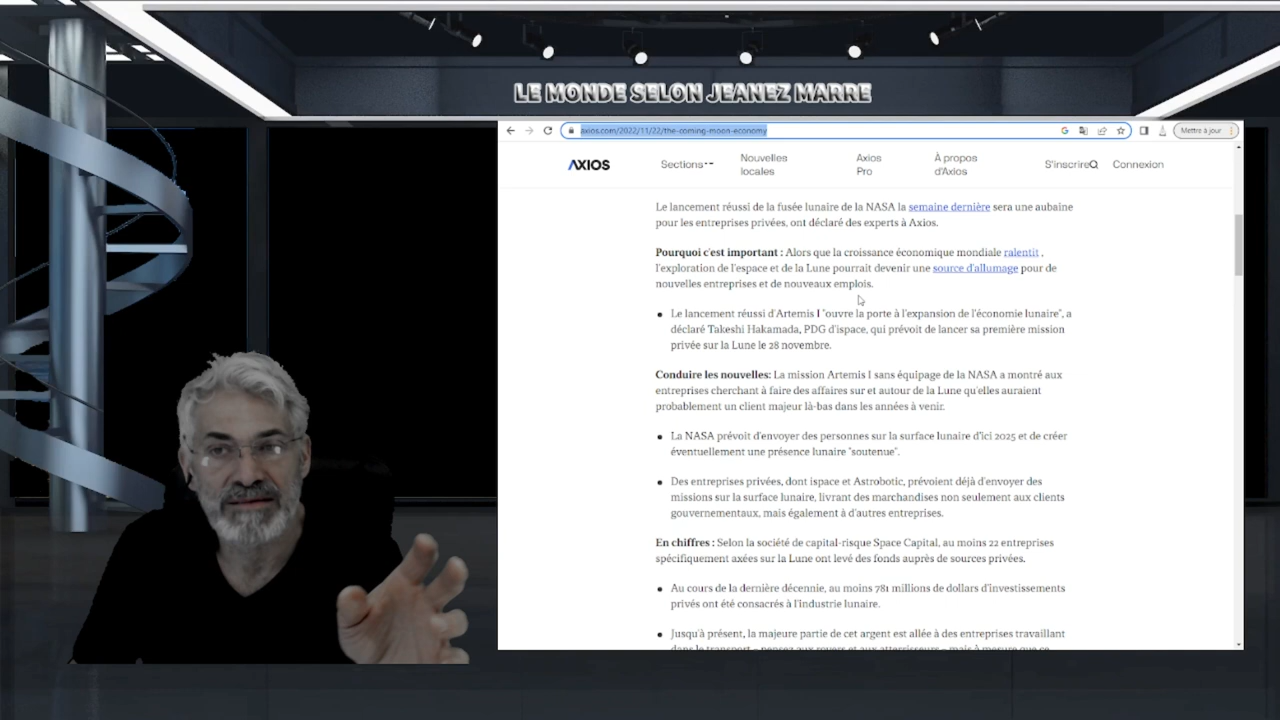 LE MONDE SELON JEANEZ MARRE
axios.com/2022/11/22/the-coming-moon-economy
Mettre à jour
AXIOS
Sections
Nouvelles locales
Axios Pro
À propos d'Axios
S'inscrire
Connexion
Le lancement réussi de la fusée lunaire de la NASA la semaine dernière sera une aubaine
pour les entreprises privées, ont déclaré des experts à Axios.
Pourquoi c'est important : Alors que la croissance économique mondiale ralentit ,
l'exploration de l'espace et de la Lune pourrait devenir une source d'allumage pour de
nouvelles entreprises et de nouveaux emplois.
• Le lancement réussi d'Artemis I "ouvre la porte à l'expansion de l'économie lunaire", a
déclaré Takeshi Hakamada, PDG d'ispace, qui prévoit de lancer sa première mission
privée sur la Lune le 28 novembre.
Conduire les nouvelles: La mission Artemis I sans équipage de la NASA a montré aux
entreprises cherchant à faire des affaires sur et autour de la Lune qu'elles auraient
probablement un client majeur là-bas dans les années à venir.
• La NASA prévoit d'envoyer des personnes sur la surface lunaire d'ici 2025 et de créer
éventuellement une présence lunaire "soutenue".
• Des entreprises privées, dont ispace et Astrobotic, prévoient déjà d'envoyer des
missions sur la surface lunaire, livrant des marchandises non seulement aux clients
gouvernementaux, mais également à d'autres entreprises.
En chiffres : Selon la société de capital-risque Space Capital, au moins 22 entreprises
spécifiquement axées sur la Lune ont levé des fonds auprès de sources privées.
• Au cours de la dernière décennie, au moins 781 millions de dollars d'investissements
privés ont été consacrés à l'industrie lunaire.
• Jusqu'à présent, la majeure partie de cet argent est allée à des entreprises travaillant
dans le transport – pensez aux rovers et aux atterrisseurs – mais à mesure que ce